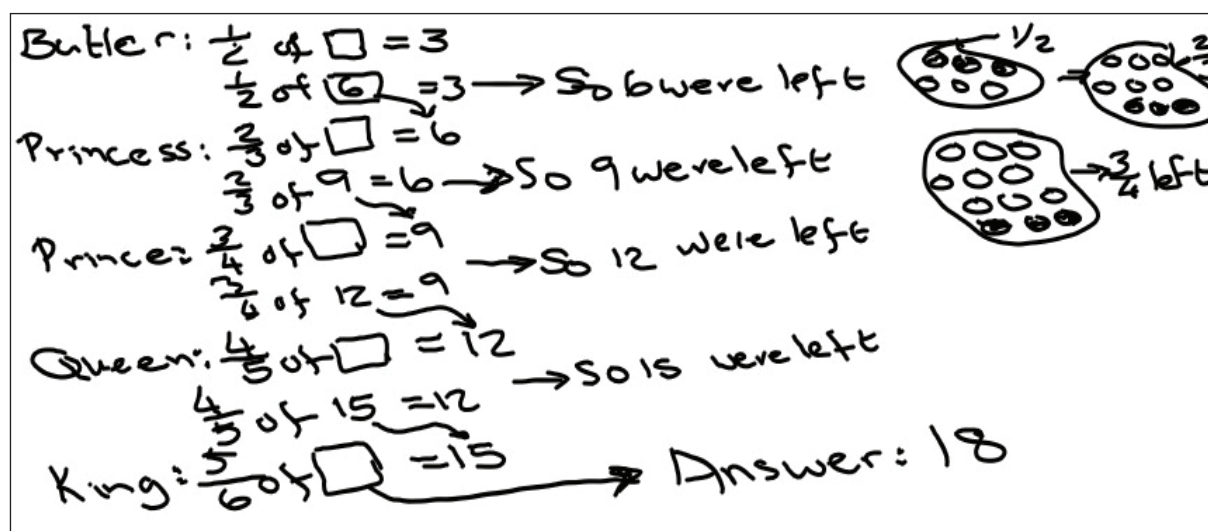 Butler: 1/2 of □ = 3
1/2 of 6 = 3 → So 6 were left
1/2
Princess: 2/3 of □ = 6
2/3 of 9 = 6 → So 9 were left
3/4 left
Prince: 3/4 of □ = 9
→ So 12 were left
3/4 of 12 = 9
Queen: 4/5 of □ = 12
→ So 15 were left
4/5 of 15 = 12
King: 5/6 of □ = 15
→ Answer: 18